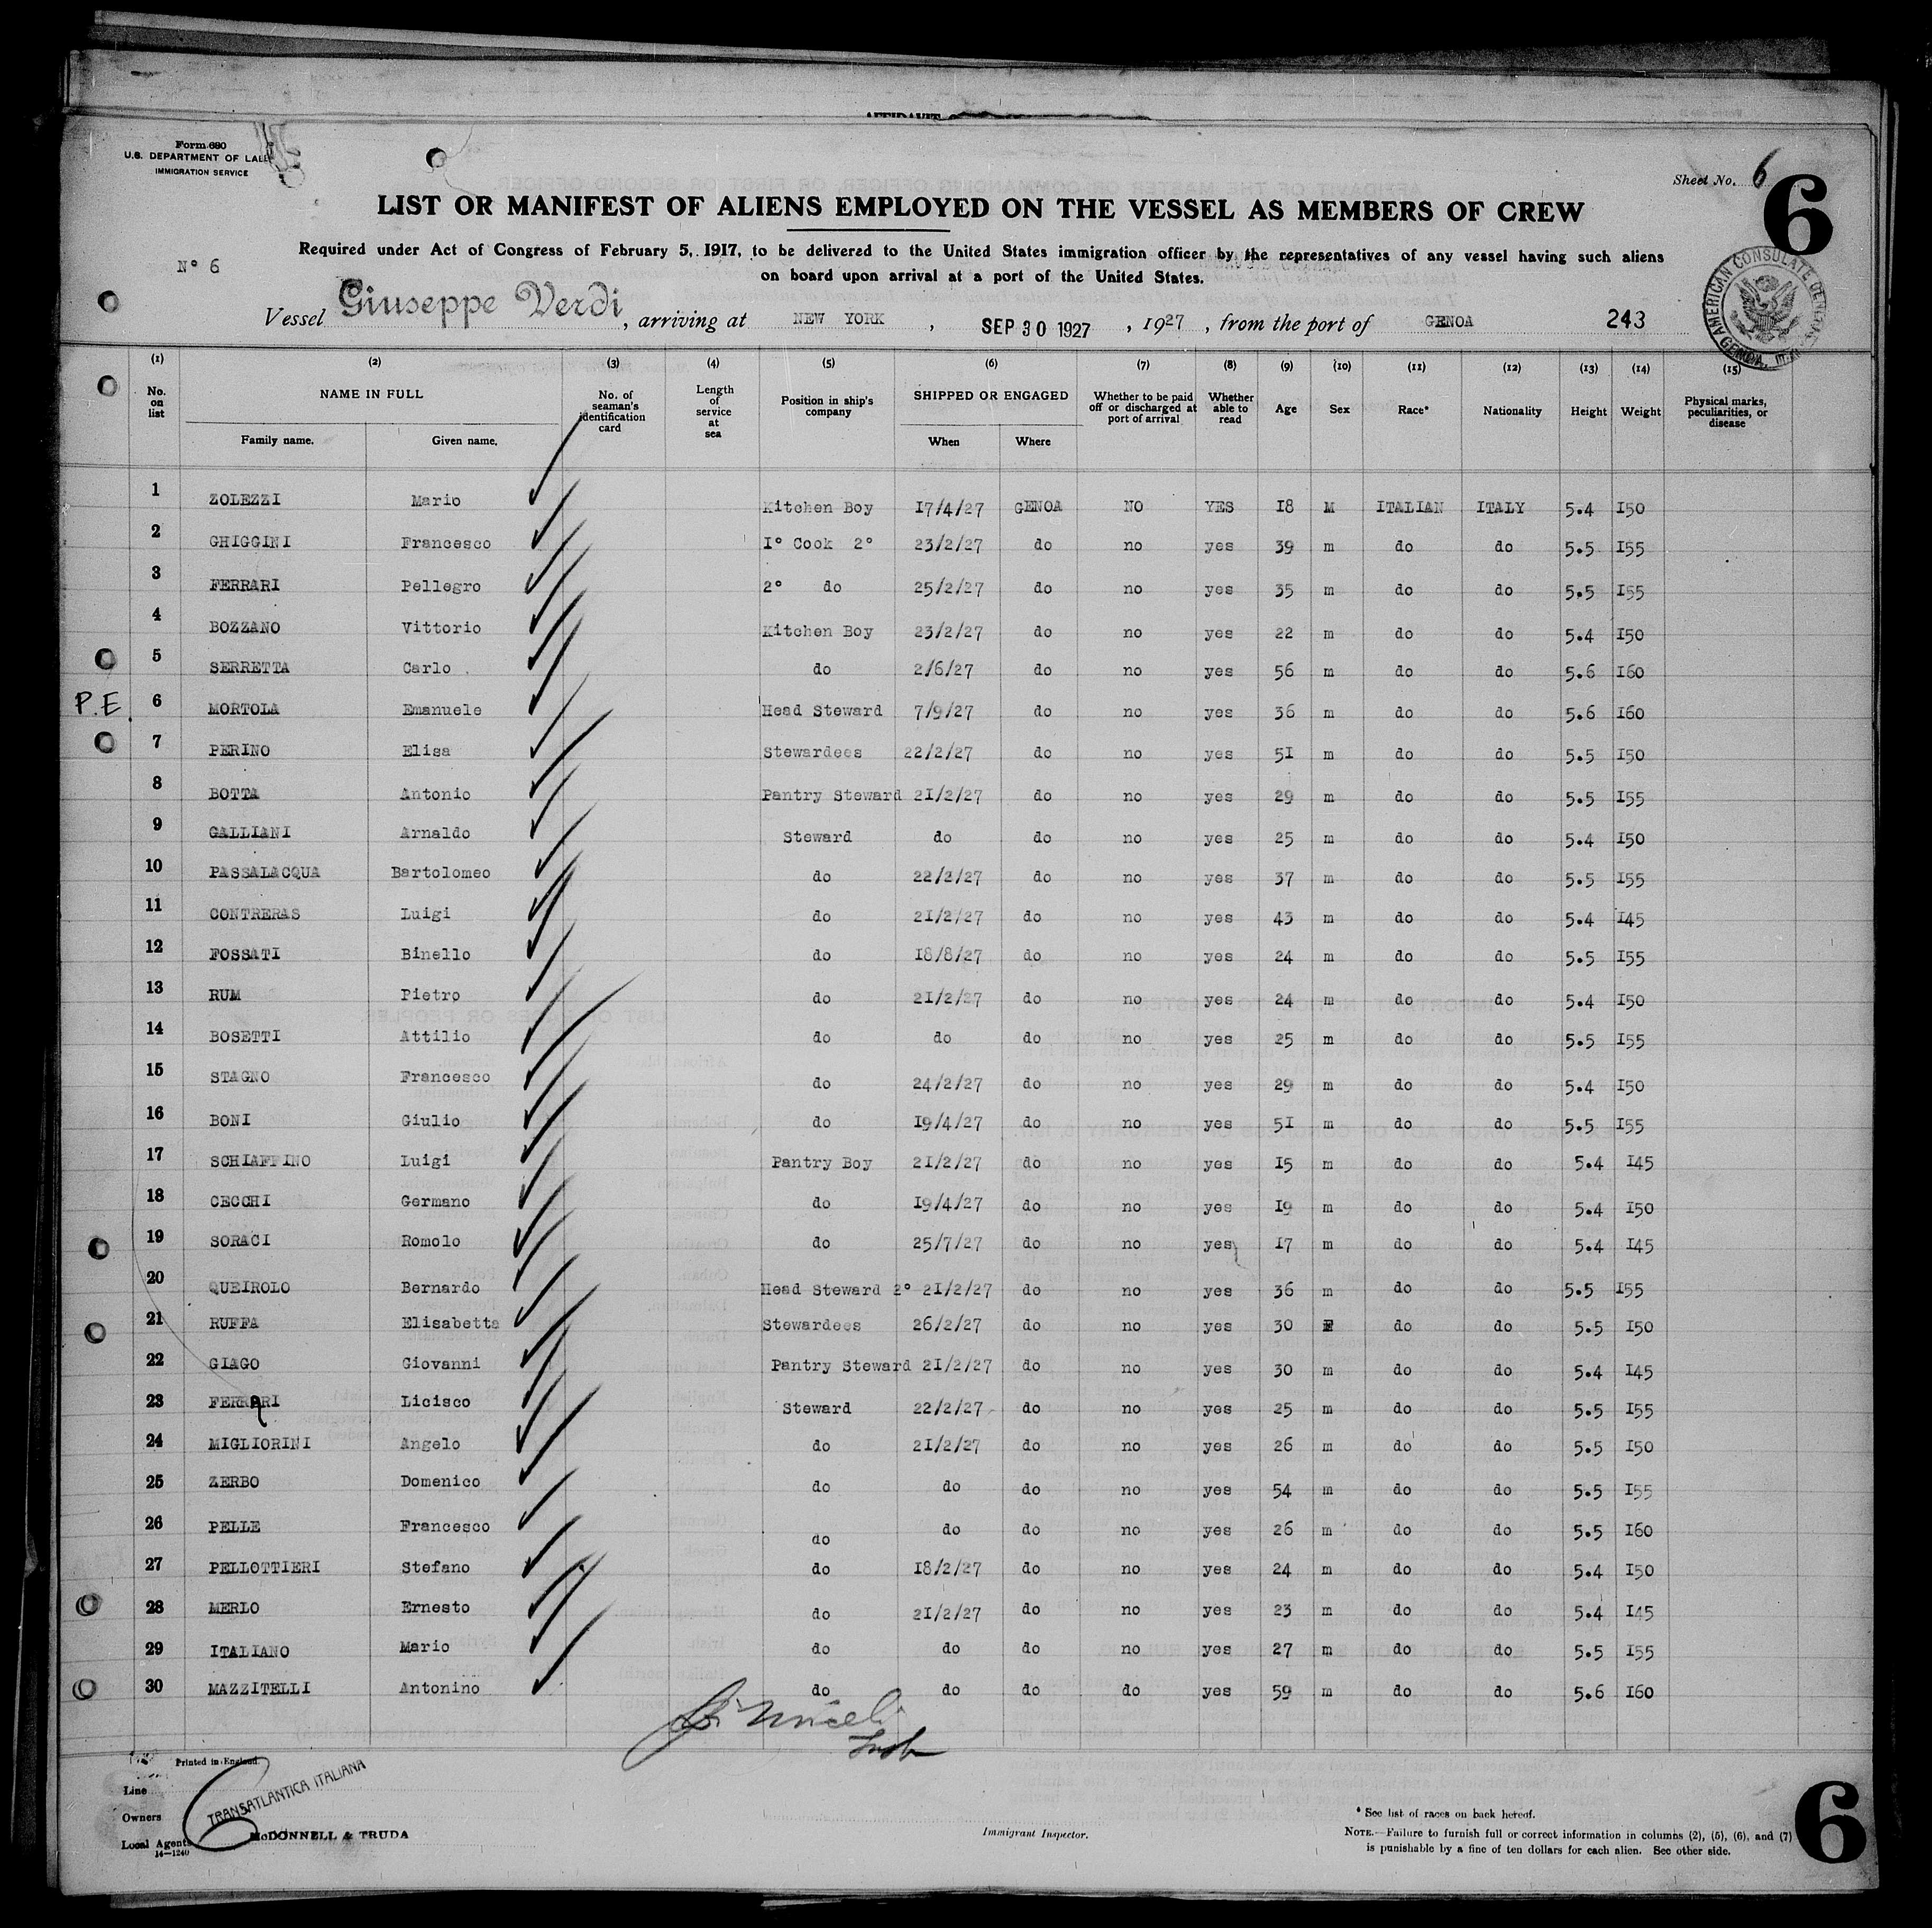 AFFIDAVIT
Form 680
U.S. DEPARTMENT OF
IMMIGRATION SERVICE
Sheet No. 6
6
LIST OR MANIFEST OF ALIENS EMPLOYED ON THE VESSEL AS MEMBERS OF CREW
Required under Act of Congress of February 5, 1917, to be delivered to the United States immigration officer by the representatives of any vessel having such aliens
on board upon arrival at a port of the United States.
N° 6
Vessel Giuseppe Verdi, arriving at NEW YORK, SEP 30 1927, 1927, from the port of GENOA 243
AMERICAN CONSULATE GENERAL GENOA, ITALY
(1) (2) (3) (4) (5) (6) (7) (8) (9) (10) (11) (12) (13) (14) (15)
No. on list NAME IN FULL Family name. Given name. No. of seaman's identification card Length of service at sea Position in ship's company SHIPPED OR ENGAGED When Where Whether to be paid off or discharged at port of arrival Whether able to read Age Sex Race* Nationality Height Weight Physical marks, peculiarities, or disease
1 ZOLEZZI Mario Kitchen Boy 17/4/27 GENOA NO YES 18 M ITALIAN ITALY 5.4 150
2 GHIGGINI Francesco I° Cook 2° 23/2/27 do no yes 39 m do do 5.5 155
3 FERRARI Pellegro 2° do 25/2/27 do no yes 35 m do do 5.5 155
4 BOZZANO Vittorio Kitchen Boy 23/2/27 do no yes 22 m do do 5.4 150
5 SERRETTA Carlo do 2/6/27 do no yes 56 m do do 5.6 160
P.E. 6 MORTOLA Emanuele Head Steward 7/9/27 do no yes 36 m do do 5.6 160
7 PERINO Elisa Stewardees 22/2/27 do no yes 51 m do do 5.5 150
8 BOTTA Antonio Pantry Steward 21/2/27 do no yes 29 m do do 5.5 155
9 GALLIANI Arnaldo Steward do do no yes 25 m do do 5.4 150
10 PASSALACQUA Bartolomeo do 22/2/27 do no yes 37 m do do 5.5 155
11 CONTRERAS Luigi do 21/2/27 do no yes 43 m do do 5.4 145
12 FOSSATI Binello do 18/8/27 do no yes 24 m do do 5.5 155
13 RUM Pietro do 21/2/27 do no yes 24 m do do 5.4 150
14 BOSETTI Attilio do do do no yes 25 m do do 5.5 155
15 STAGNO Francesco do 24/2/27 do no yes 29 m do do 5.4 150
16 BONI Giulio do 19/4/27 do no yes 51 m do do 5.5 155
17 SCHIAFFINO Luigi Pantry Boy 21/2/27 do no yes 15 m do do 5.4 145
18 CECCHI Germano do 19/4/27 do no yes 19 m do do 5.4 150
19 SORACI Romolo do 25/7/27 do no yes 17 m do do 5.4 145
20 QUEIROLO Bernardo Head Steward 2° 21/2/27 do no yes 36 m do do 5.5 155
21 RUFFA Elisabetta Stewardees 26/2/27 do no yes 30 F do do 5.5 150
22 GIAGO Giovanni Pantry Steward 21/2/27 do no yes 30 m do do 5.4 145
23 FERRARI Licisco Steward 22/2/27 do no yes 25 m do do 5.5 155
24 MIGLIORINI Angelo do 21/2/27 do no yes 26 m do do 5.5 150
25 ZERBO Domenico do do do no yes 54 m do do 5.5 155
26 PELLE Francesco do do do no yes 26 m do do 5.5 160
27 PELLOTTIERI Stefano do 18/2/27 do no yes 24 m do do 5.4 150
28 MERLO Ernesto do 21/2/27 do no yes 23 m do do 5.4 145
29 ITALIANO Mario do do do no yes 27 m do do 5.5 155
30 MAZZITELLI Antonino do do do do yes 59 m do do 5.6 160
Printed in England.
Line
Owners TRANSATLANTICA ITALIANA
Local Agents McDONNELL & TRUDA
14—1240
Immigrant Inspector.
* See list of races on back hereof.
NOTE.—Failure to furnish full or correct information in columns (2), (5), (6), and (7)
is punishable by a fine of ten dollars for each alien. See other side.
6